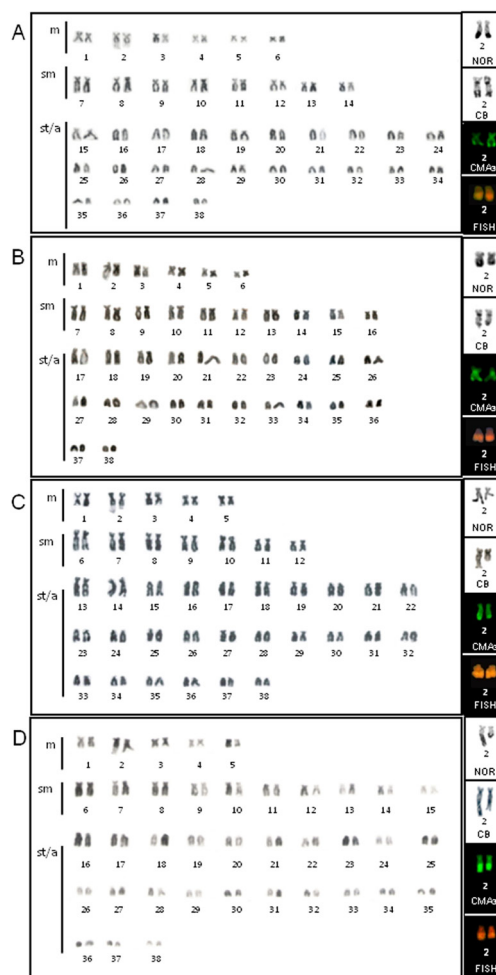 A
m
1 2 3 4 5 6
sm
7 8 9 10 11 12 13 14
st/a
15 16 17 18 19 20 21 22 23 24
25 26 27 28 29 30 31 32 33 34
35 36 37 38
2
NOR
2
CB
2
CMA3
2
FISH
B
m
1 2 3 4 5 6
sm
7 8 9 10 11 12 13 14 15 16
st/a
17 18 19 20 21 22 23 24 25 26
27 28 29 30 31 32 33 34 35 36
37 38
2
NOR
2
CB
2
CMA3
2
FISH
C
m
1 2 3 4 5
sm
6 7 8 9 10 11 12
st/a
13 14 15 16 17 18 19 20 21 22
23 24 25 26 27 28 29 30 31 32
33 34 35 36 37 38
2
NOR
2
CB
2
CMA3
2
FISH
D
m
1 2 3 4 5
sm
6 7 8 9 10 11 12 13 14 15
st/a
16 17 18 19 20 21 22 23 24 25
26 27 28 29 30 31 32 33 34 35
36 37 38
2
NOR
2
CB
2
CMA3
2
FISH